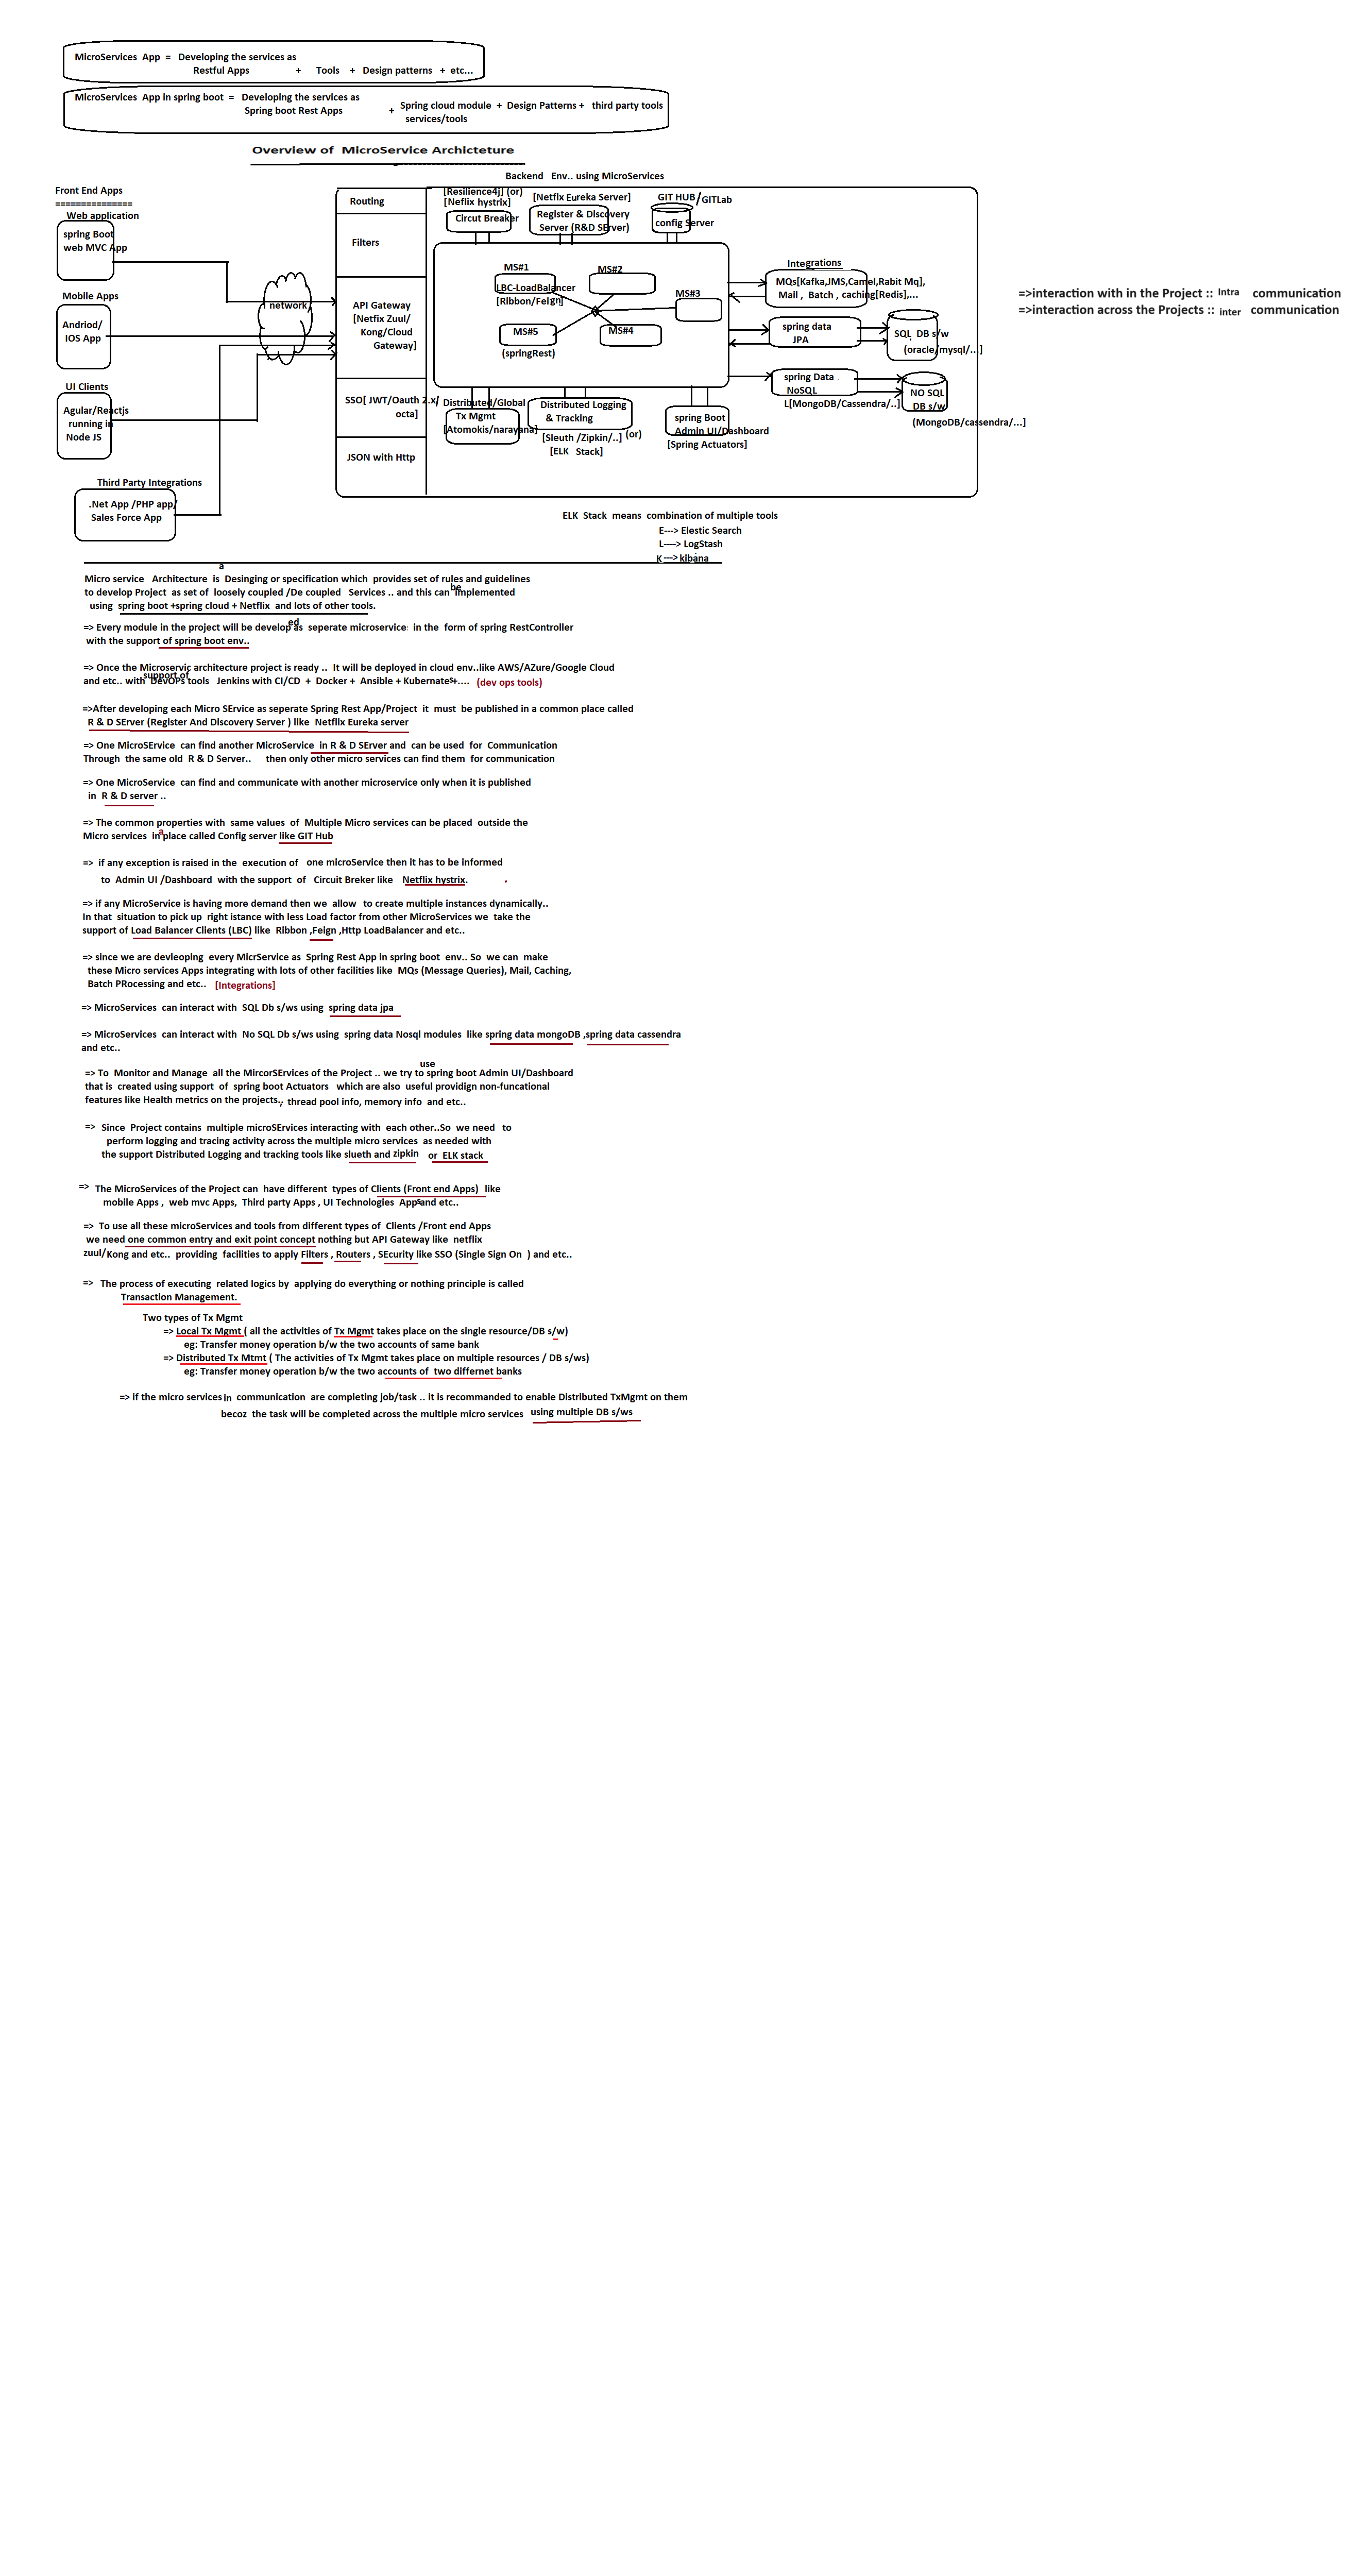 MicroServices App = Developing the services as
Restful Apps + Tools + Design patterns + etc...
MicroServices App in spring boot = Developing the services as
Spring boot Rest Apps + Spring cloud module + Design Patterns + third party tools
services/tools
Overview of MicroService Archicteture
Backend Env.. using MicroServices
Front End Apps
===============
Web application
spring Boot
web MVC App
Mobile Apps
Andriod/
IOS App
UI Clients
Agular/Reactjs
running in
Node JS
Third Party Integrations
.Net App /PHP app/
Sales Force App
network
Routing
Filters
API Gateway
[Netfix Zuul/
Kong/Cloud
Gateway]
SSO[ JWT/Oauth 2.x/
octa]
JSON with Http
[Resilience4j] (or)
[Neflix hystrix]
Circut Breaker
[Netflx Eureka Server]
Register & Discovery
Server (R&D SErver)
GIT HUB / GITLab
config Server
MS#1
LBC-LoadBalancer
[Ribbon/Feign]
MS#2
MS#3
MS#5
(springRest)
MS#4
Distributed/Global
Tx Mgmt
[Atomokis/narayana]
Distributed Logging
& Tracking
[Sleuth /Zipkin/..] (or)
[ELK Stack]
spring Boot
Admin UI/Dashboard
[Spring Actuators]
Integrations
MQs[Kafka,JMS,Camel,Rabit Mq],
Mail , Batch , caching[Redis],...
spring data
JPA
SQL DB s/w
(oracle/mysql/...]
spring Data .
NoSQL
L[MongoDB/Cassendra/..]
NO SQL
DB s/w
(MongoDB/cassendra/...]
=>interaction with in the Project :: Intra communication
=>interaction across the Projects :: inter communication
ELK Stack means combination of multiple tools
E---> Elestic Search
L----> LogStash
K ---> kibana
a
Micro service Architecture is Desinging or specification which provides set of rules and guidelines
be
to develop Project as set of loosely coupled /De coupled Services .. and this can implemented
using spring boot +spring cloud + Netflix and lots of other tools.
ed
=> Every module in the project will be develop as seperate microservice in the form of spring RestController
with the support of spring boot env..
=> Once the Microservic architecture project is ready .. It will be deployed in cloud env..like AWS/AZure/Google Cloud
support of
and etc.. with DevOPs tools Jenkins with CI/CD + Docker + Ansible + Kubernates+.... (dev ops tools)
=>After developing each Micro SErvice as seperate Spring Rest App/Project it must be published in a common place called
R & D SErver (Register And Discovery Server ) like Netflix Eureka server
=> One MicroSErvice can find another MicroService in R & D SErver and can be used for Communication
Through the same old R & D Server.. then only other micro services can find them for communication
=> One MicroService can find and communicate with another microservice only when it is published
in R & D server ..
=> The common properties with same values of Multiple Micro services can be placed outside the
a
Micro services in place called Config server like GIT Hub
=> if any exception is raised in the execution of one microService then it has to be informed
to Admin UI /Dashboard with the support of Circuit Breker like Netflix hystrix.
=> if any MicroService is having more demand then we allow to create multiple instances dynamically..
In that situation to pick up right istance with less Load factor from other MicroServices we take the
support of Load Balancer Clients (LBC) like Ribbon ,Feign ,Http LoadBalancer and etc..
=> since we are devleoping every MicrService as Spring Rest App in spring boot env.. So we can make
these Micro services Apps integrating with lots of other facilities like MQs (Message Queries), Mail, Caching,
Batch PRocessing and etc.. [Integrations]
=> MicroServices can interact with SQL Db s/ws using spring data jpa
=> MicroServices can interact with No SQL Db s/ws using spring data Nosql modules like spring data mongoDB ,spring data cassendra
and etc..
use
=> To Monitor and Manage all the MircorSErvices of the Project .. we try to spring boot Admin UI/Dashboard
that is created using support of spring boot Actuators which are also useful providign non-funcational
features like Health metrics on the projects., thread pool info, memory info and etc..
=> Since Project contains multiple microSErvices interacting with each other..So we need to
perform logging and tracing activity across the multiple micro services as needed with
the support Distributed Logging and tracking tools like slueth and zipkin or ELK stack
=> The MicroServices of the Project can have different types of Clients (Front end Apps) like
mobile Apps , web mvc Apps, Third party Apps , UI Technologies Apps and etc..
=> To use all these microServices and tools from different types of Clients /Front end Apps
we need one common entry and exit point concept nothing but API Gateway like netflix
zuul/Kong and etc.. providing facilities to apply Filters , Routers , SEcurity like SSO (Single Sign On ) and etc..
=> The process of executing related logics by applying do everything or nothing principle is called
Transaction Management.
Two types of Tx Mgmt
=> Local Tx Mgmt ( all the activities of Tx Mgmt takes place on the single resource/DB s/w)
eg: Transfer money operation b/w the two accounts of same bank
=> Distributed Tx Mtmt ( The activities of Tx Mgmt takes place on multiple resources / DB s/ws)
eg: Transfer money operation b/w the two accounts of two differnet banks
=> if the micro services in communication are completing job/task .. it is recommanded to enable Distributed TxMgmt on them
becoz the task will be completed across the multiple micro services using multiple DB s/ws